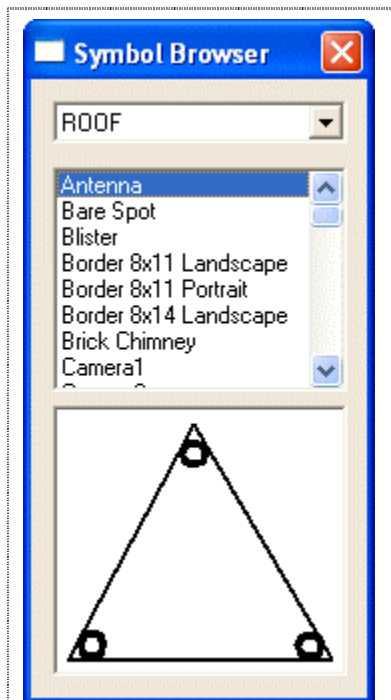 Symbol Browser
ROOF
Antenna
Bare Spot
Blister
Border 8x11 Landscape
Border 8x11 Portrait
Border 8x14 Landscape
Brick Chimney
Camera1